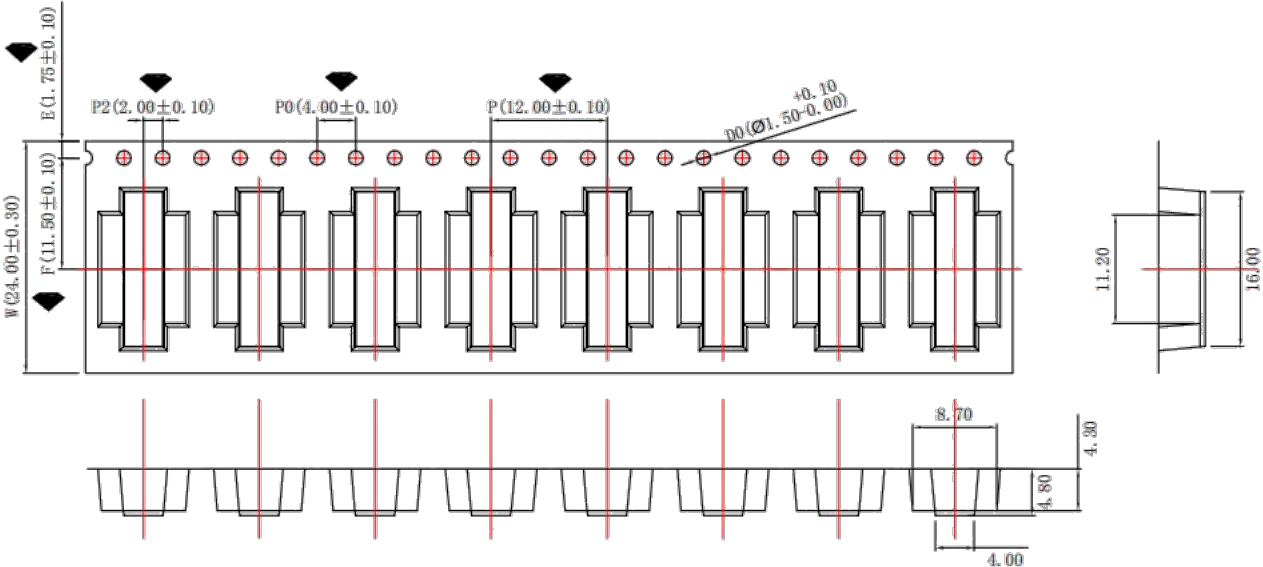 E(1.75±0.10)
P2(2.00±0.10)
P0(4.00±0.10)
P(12.00±0.10)
+0.10
D0(Ø1.50-0.00)
F(11.50±0.10)
W(24.00±0.30)
11.20
16.00
8.70
4.30
4.80
4.00